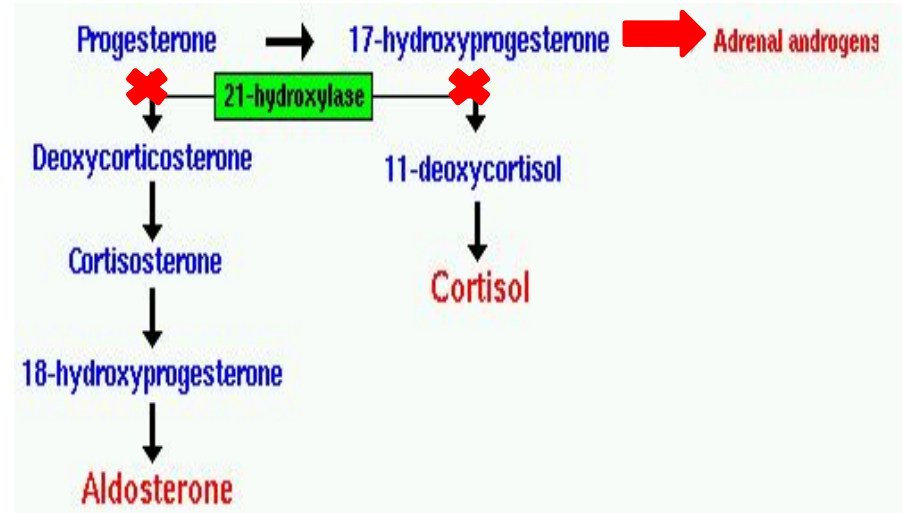 Progesterone 17-hydroxyprogesterone Adrenal androgens
21-hydroxylase
Deoxycorticosterone 11-deoxycortisol
Cortisosterone
Cortisol
18-hydroxyprogesterone
Aldosterone